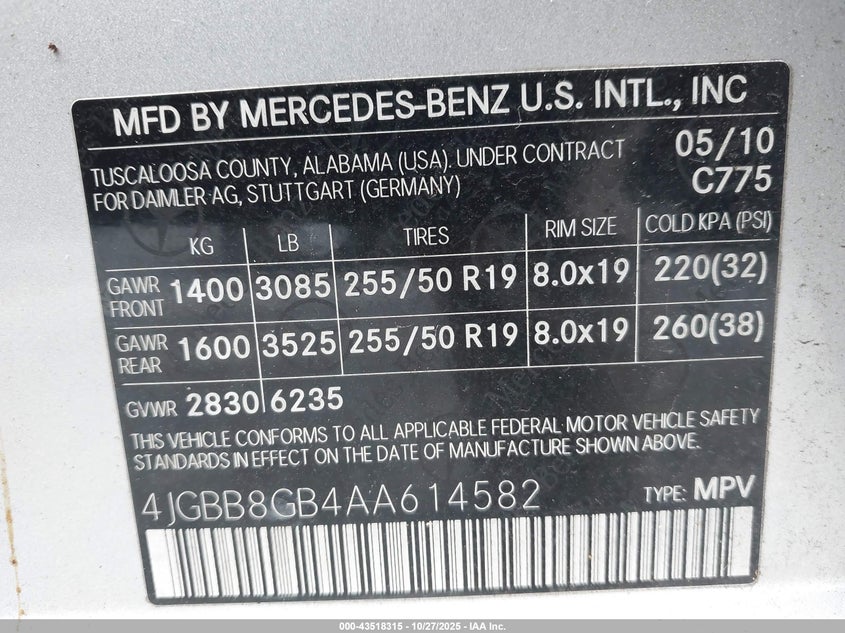 MFD BY MERCEDES-BENZ U.S. INTL., INC
TUSCALOOSA COUNTY, ALABAMA (USA). UNDER CONTRACT 05/10
FOR DAIMLER AG, STUTTGART (GERMANY) C775
KG LB TIRES RIM SIZE COLD KPA (PSI)
GAWR FRONT 1400 3085 255/50 R19 8.0x19 220(32)
GAWR REAR 1600 3525 255/50 R19 8.0x19 260(38)
GVWR 2830 6235
THIS VEHICLE CONFORMS TO ALL APPLICABLE FEDERAL MOTOR VEHICLE SAFETY
STANDARDS IN EFFECT ON THE DATE OF MANUFACTURE SHOWN ABOVE.
4JGBB8GB4AA614582 TYPE: MPV
000-43518315 - 10/27/2025 - IAA Inc.